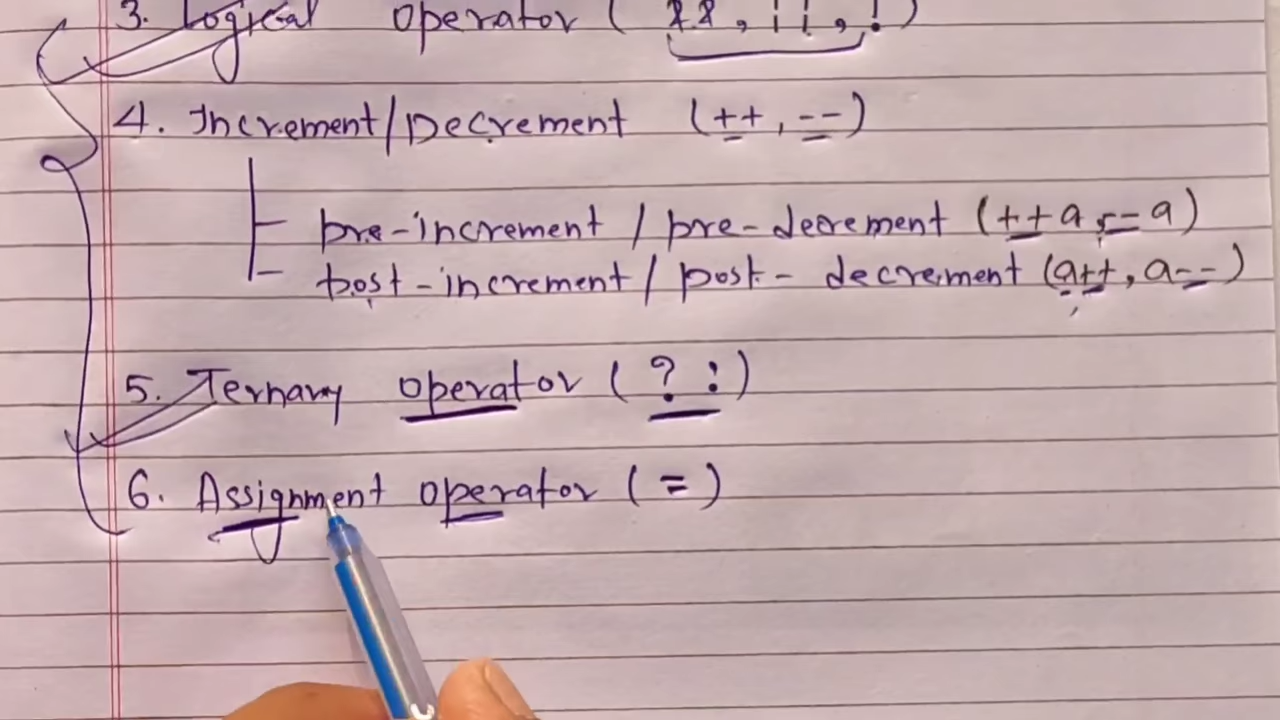 3. Logical operator ( &&, ||, ! )
4. Increment/Decrement (++, --)
pre-increment / pre-decrement (++a, --a)
post-increment / post- decrement (a++, a--)
5. Ternary operator ( ? : )
6. Assignment operator ( = )